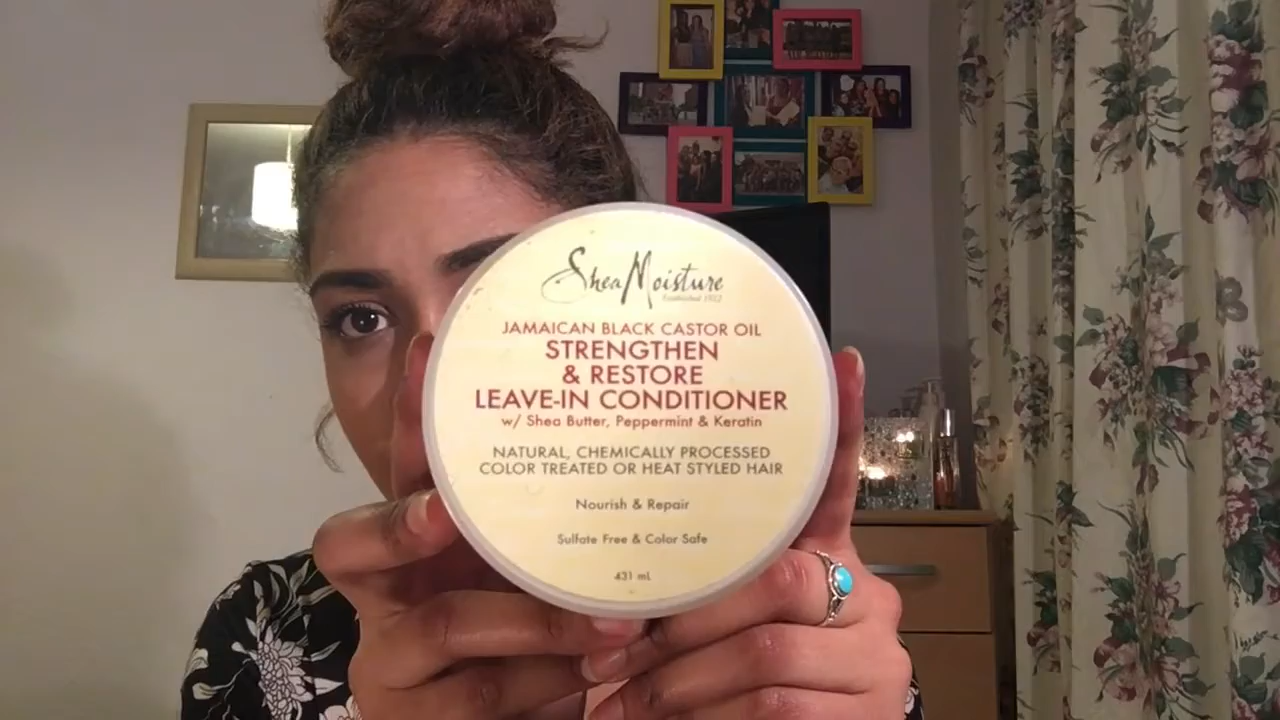 SheaMoisture
Established 1912
JAMAICAN BLACK CASTOR OIL
STRENGTHEN
& RESTORE
LEAVE-IN CONDITIONER
w/ Shea Butter, Peppermint & Keratin
NATURAL, CHEMICALLY PROCESSED
COLOR TREATED OR HEAT STYLED HAIR
Nourish & Repair
Sulfate Free & Color Safe
431 mL